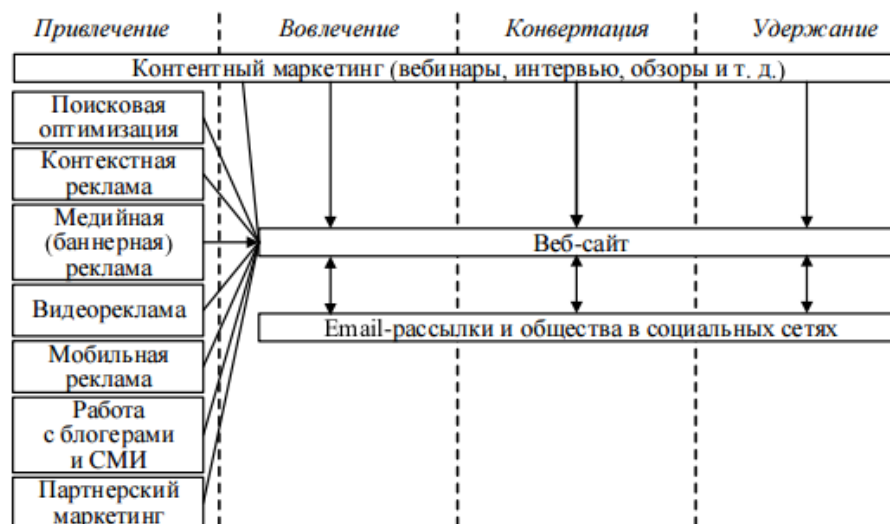 Привлечение
Вовлечение
Конвертация
Удержание
Контентный маркетинг (вебинары, интервью, обзоры и т. д.)
Поисковая
оптимизация
Контекстная
реклама
Медийная
(баннерная)
реклама
Веб-сайт
Видеореклама
Email-рассылки и общества в социальных сетях
Мобильная
реклама
Работа
с блогерами
и СМИ
Партнерский
маркетинг